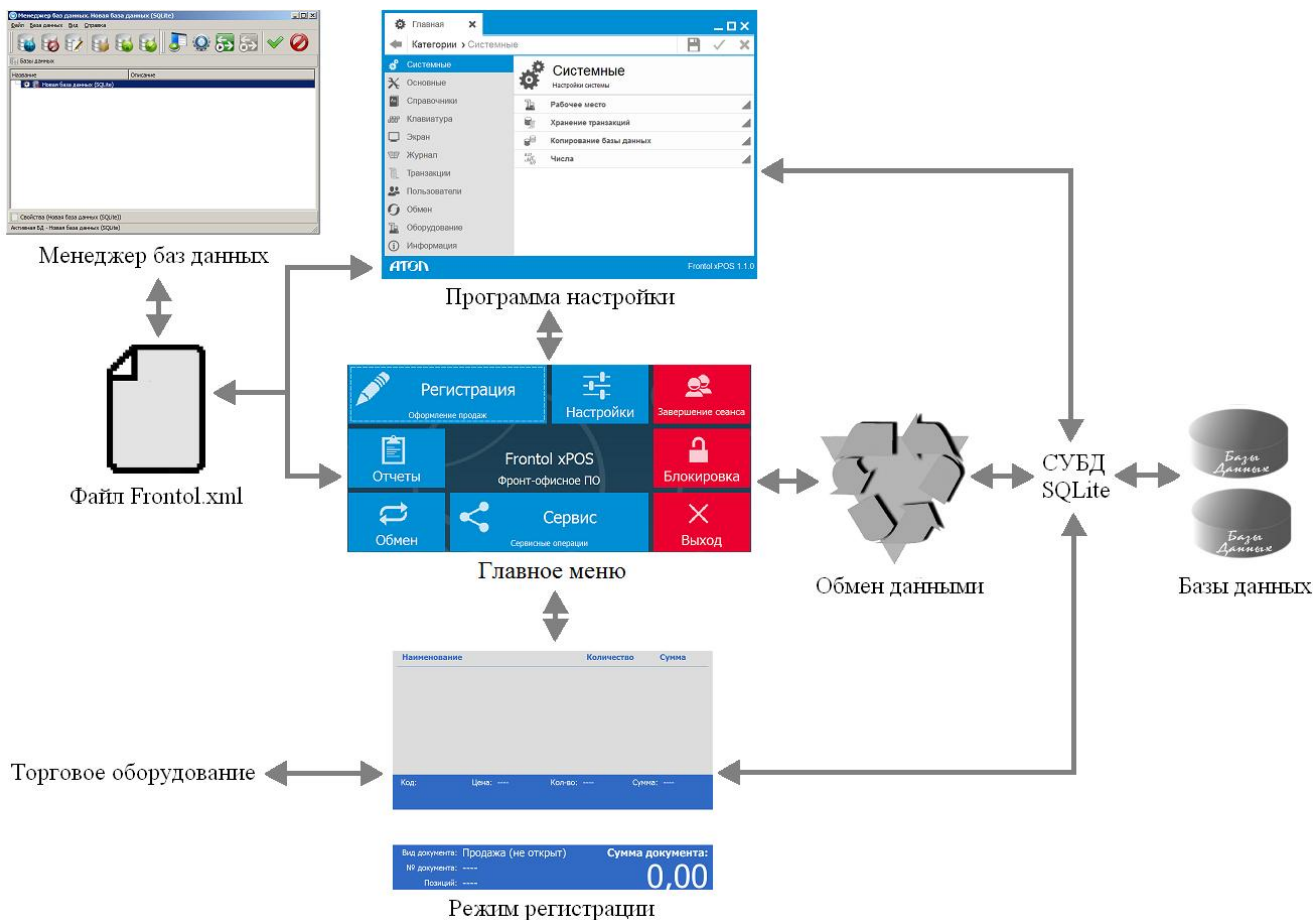 Менеджер баз данных. Новая база данных (SQLite)
Файл База данных Вид Справка
Базы данных
Название Описание
Новая база данных (SQLite)
Свойства (Новая база данных (SQLite))
Активная БД - Новая база данных (SQLite)
Менеджер баз данных
Главная
Категории › Системные
Системные
Основные
Справочники
Клавиатура
Экран
Журнал
Транзакции
Пользователи
Обмен
Оборудование
Информация
Системные
Настройки системы
Рабочее место
Хранение транзакций
Копирование базы данных
Числа
АТОЛ
Frontol xPOS 1.1.0
Программа настройки
Файл Frontol.xml
Регистрация
Оформление продаж
Настройки
Завершение сеанса
Отчеты
Frontol xPOS
Фронт-офисное ПО
Блокировка
Обмен
Сервис
Сервисные операции
Выход
Главное меню
Обмен данными
СУБД
SQLite
Базы
Данных
Базы
Данных
Базы данных
Наименование Количество Сумма
Код: Цена: ---- Кол-во: ---- Сумма: ----
Торговое оборудование
Вид документа: Продажа (не открыт) Сумма документа:
№ документа: ----
0,00
Позиций: ----
Режим регистрации